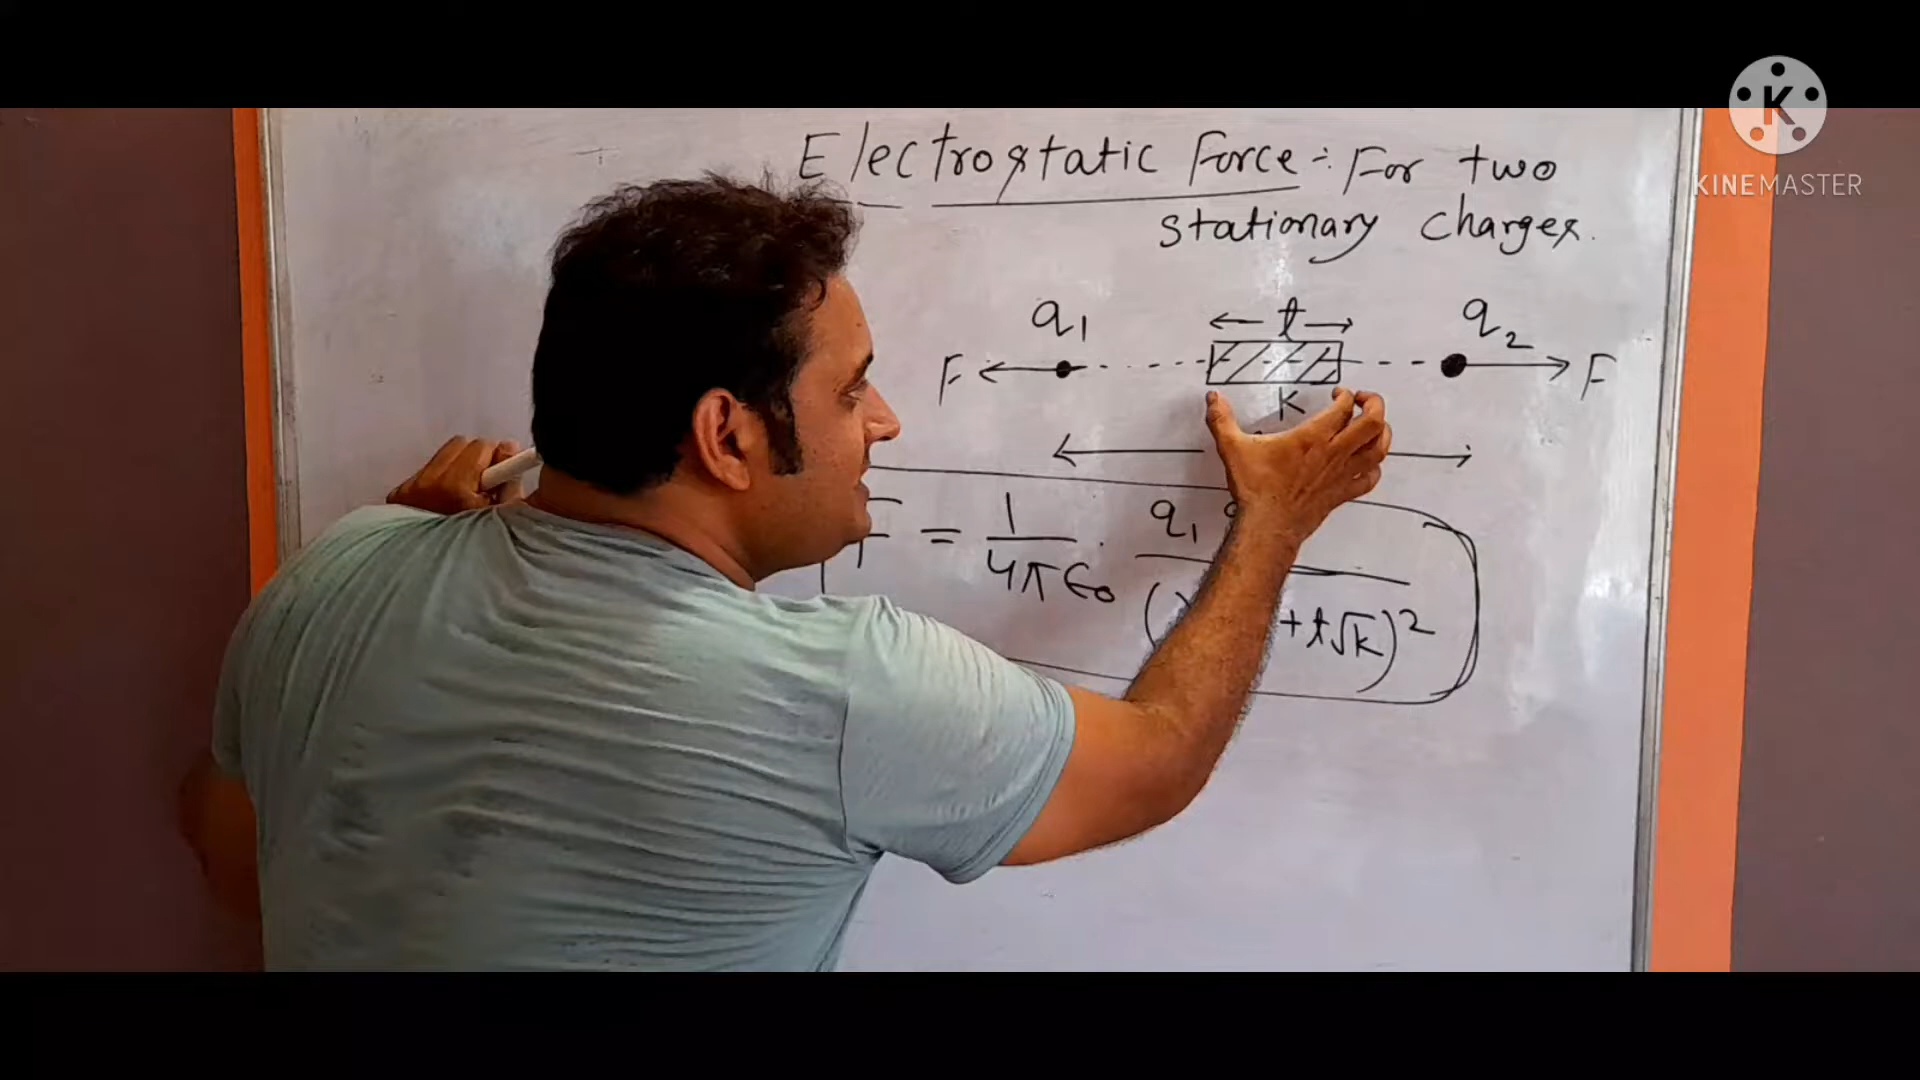 Electrostatic Force :- For two
stationary charges.
q1 t q2
F F
K
F = 1/4πϵ0 · q1
( + t√k)²
K
KINEMASTER